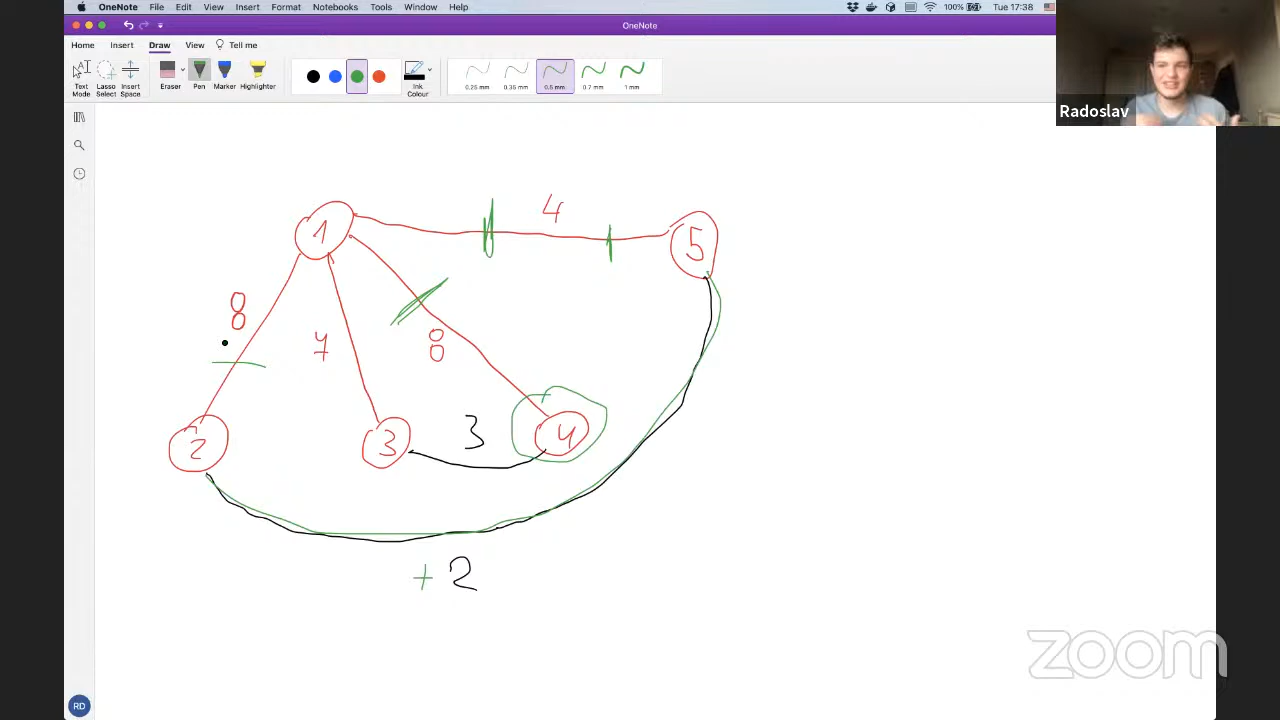 OneNote File Edit View Insert Format Notebooks Tools Window Help 100% Tue 17:38
OneNote
Home Insert Draw View Tell me
Text Mode Lasso Select Insert Space Eraser Pen Marker Highlighter Ink Colour 0.25 mm 0.35 mm 0.5 mm 0.7 mm 1 mm
Radoslav
4
1
5
8
7
8
3
2
3
4
+ 2
zoom
RD